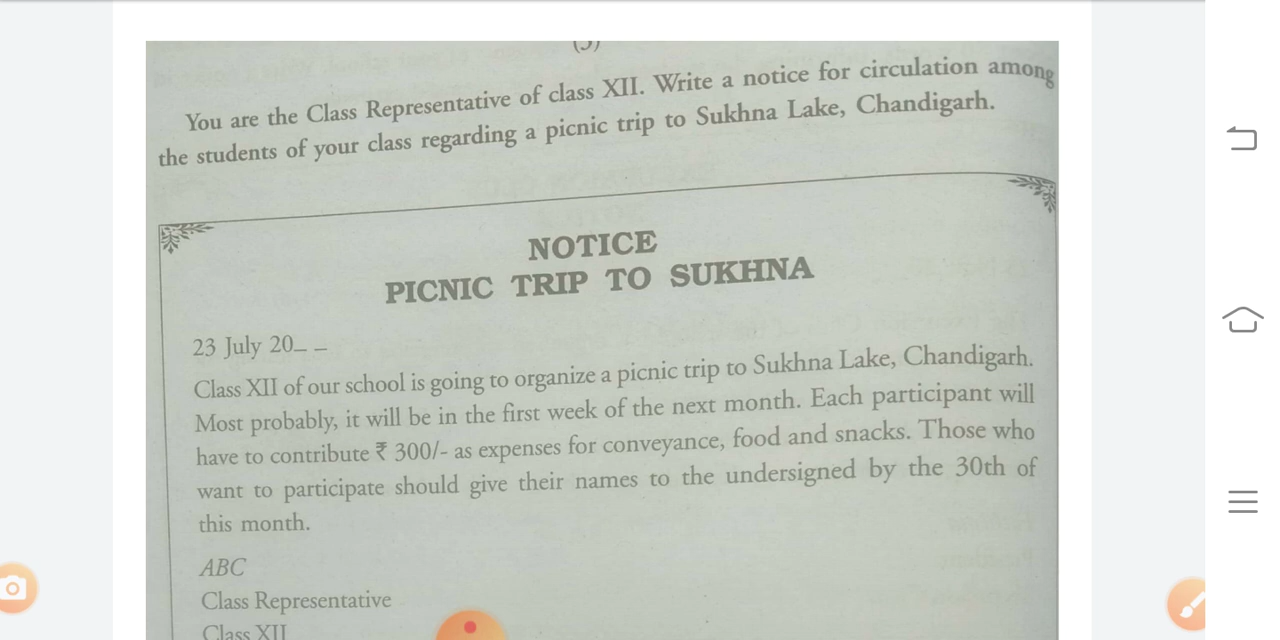 You are the Class Representative of class XII. Write a notice for circulation among
the students of your class regarding a picnic trip to Sukhna Lake, Chandigarh.
NOTICE
PICNIC TRIP TO SUKHNA
23 July 20_ _
Class XII of our school is going to organize a picnic trip to Sukhna Lake, Chandigarh.
Most probably, it will be in the first week of the next month. Each participant will
have to contribute ₹ 300/- as expenses for conveyance, food and snacks. Those who
want to participate should give their names to the undersigned by the 30th of
this month.
ABC
Class Representative
Class XII